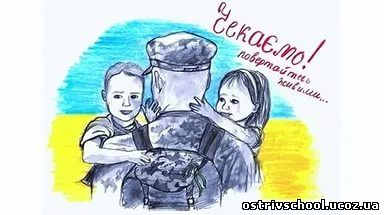 Чекаємо!
повертайтесь
живими...
ostrivschool.ucoz.ua